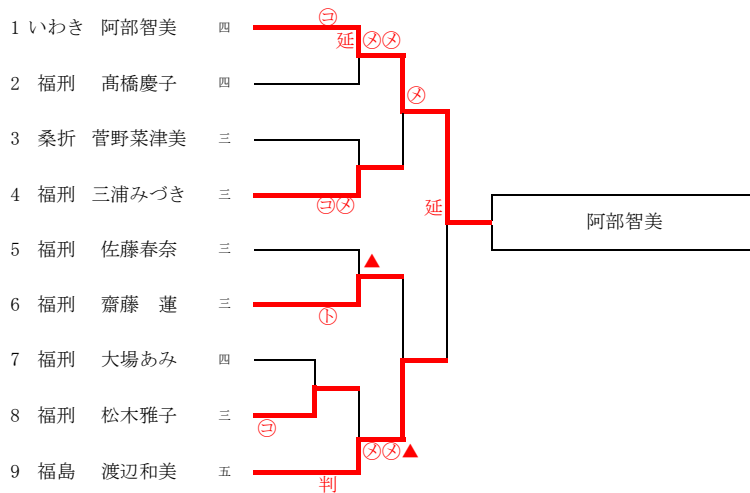 1 いわき 阿部智美 四 ㋙
延 ㋱㋱
2 福刑 髙橋慶子 四
㋱
3 桑折 菅野菜津美 三
4 福刑 三浦みづき 三 ㋙㋱
延
阿部智美
5 福刑 佐藤春奈 三
▲
6 福刑 齋藤 蓮 三 ㋣
7 福刑 大場あみ 四
8 福刑 松木雅子 三 ㋙
㋱㋱▲
9 福島 渡辺和美 五 判